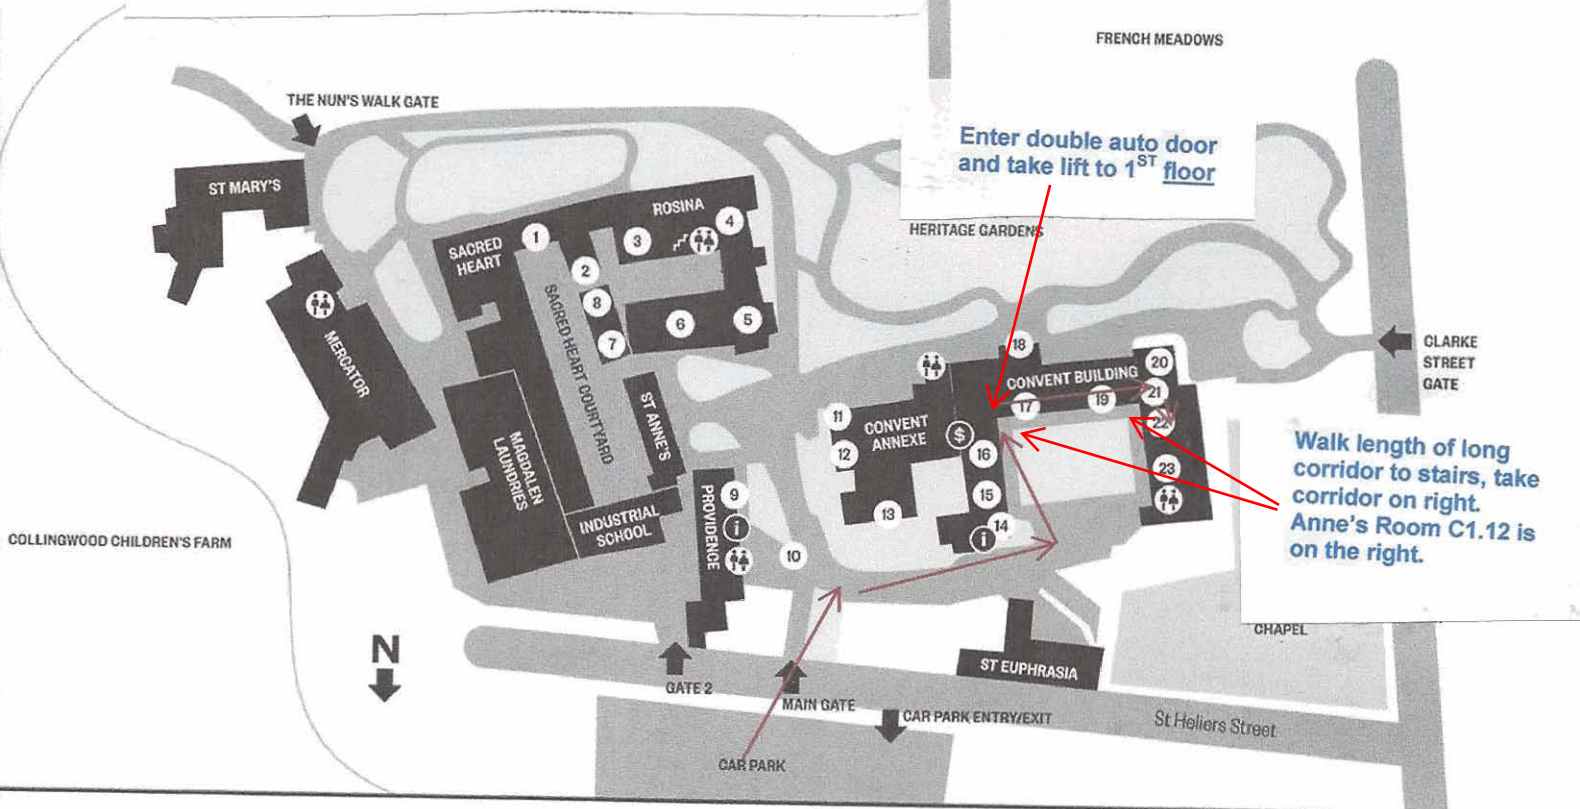 FRENCH MEADOWS
THE NUN'S WALK GATE
Enter double auto door
and take lift to 1ST floor
ST MARY'S
ROSINA
HERITAGE GARDENS
SACRED
HEART
1
2
3
4
5
6
7
8
SACRED HEART COURTYARD
MERCATOR
MAGDALEN
LAUNDRIES
ST ANNE'S
INDUSTRIAL
SCHOOL
PROVIDENCE
9
i
10
11
12
CONVENT
ANNEXE
13
$
14
i
15
16
CONVENT BUILDING
17
18
19
20
21
22
23
CLARKE
STREET
GATE
Walk length of long
corridor to stairs, take
corridor on right.
Anne's Room C1.12 is
on the right.
COLLINGWOOD CHILDREN'S FARM
CHAPEL
N
ST EUPHRASIA
GATE 2
MAIN GATE
CAR PARK ENTRY/EXIT
St Heliers Street
CAR PARK